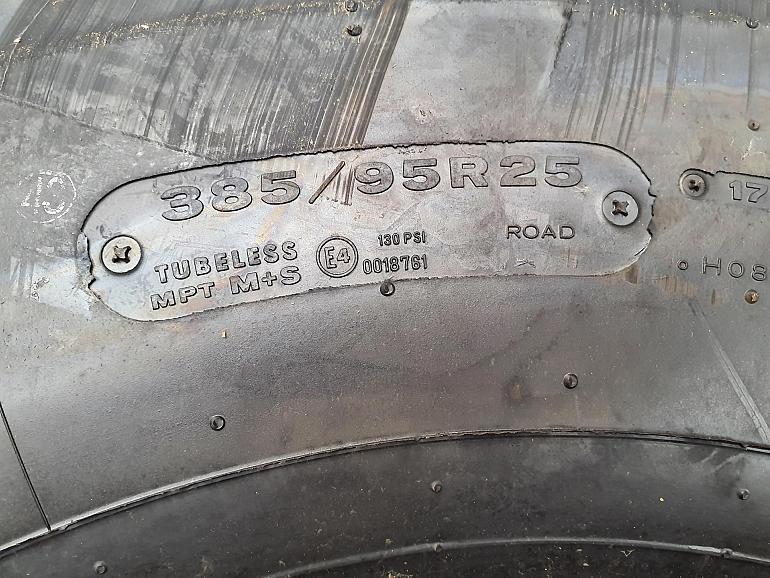 385/95R25
TUBELESS
MPT M+S
E4
130 PSI
0018761
ROAD
17
H08